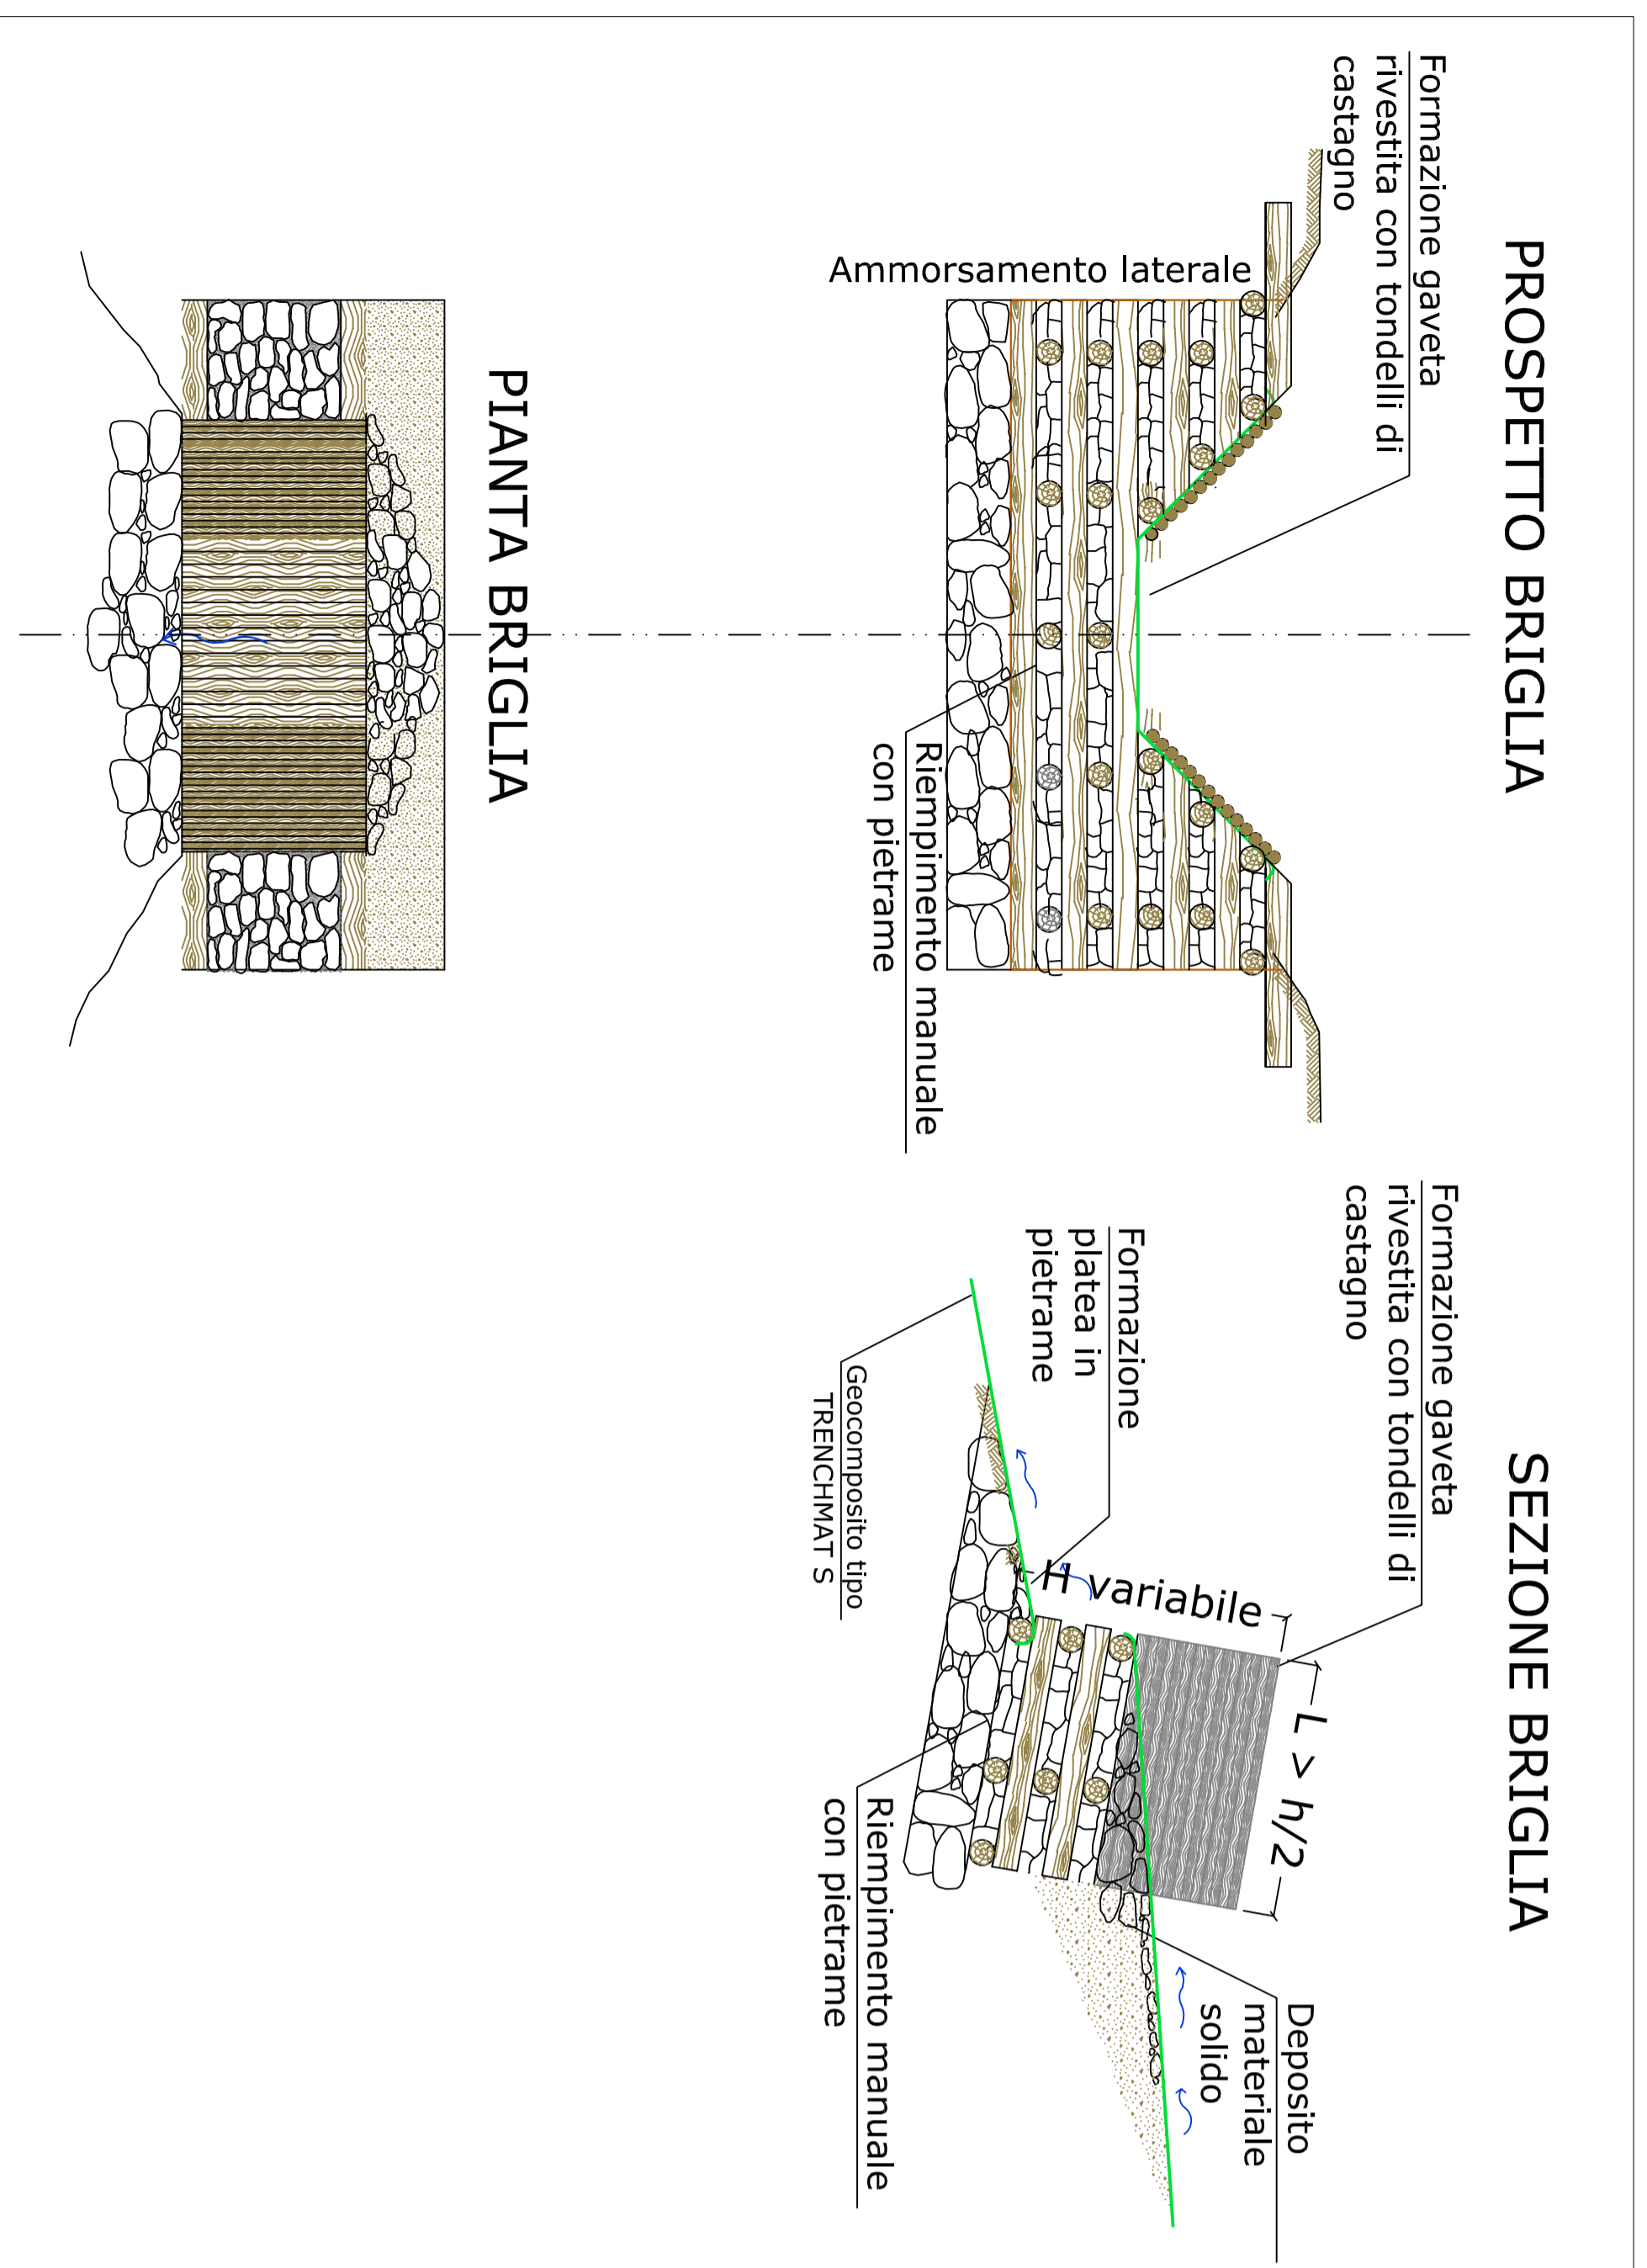 PROSPETTO BRIGLIA
Formazione gaveta
rivestita con tondelli di
castagno
Ammorsamento laterale
Riempimento manuale
con pietrame
PIANTA BRIGLIA
SEZIONE BRIGLIA
Formazione gaveta
rivestita con tondelli di
castagno
L > h/2
Formazione
platea in
pietrame
H variabile
Deposito
materiale
solido
Geocomposito tipo
TRENCHMAT S
Riempimento manuale
con pietrame